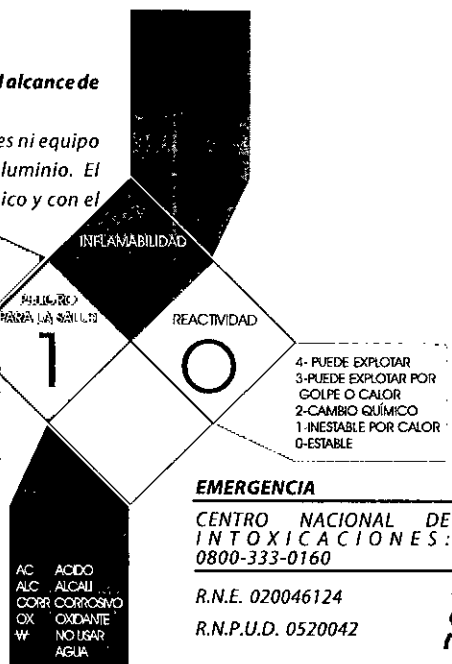 l alcance de
es ni equipo
luminio. El
ico y con el
INFLAMABILIDAD
PELIGRO
PARA LA SALUD
1
REACTIVIDAD
0
4- PUEDE EXPLOTAR
3-PUEDE EXPLOTAR POR
GOLPE O CALOR
2-CAMBIO QUÍMICO
1-INESTABLE POR CALOR
0-ESTABLE
EMERGENCIA
CENTRO NACIONAL DE
INTOXICACIONES:
0800-333-0160
R.N.E. 020046124
R.N.P.U.D. 0520042
AC ACIDO
ALC ALCALI
CORR CORROSIVO
OX OXIDANTE
W NO USAR
AGUA